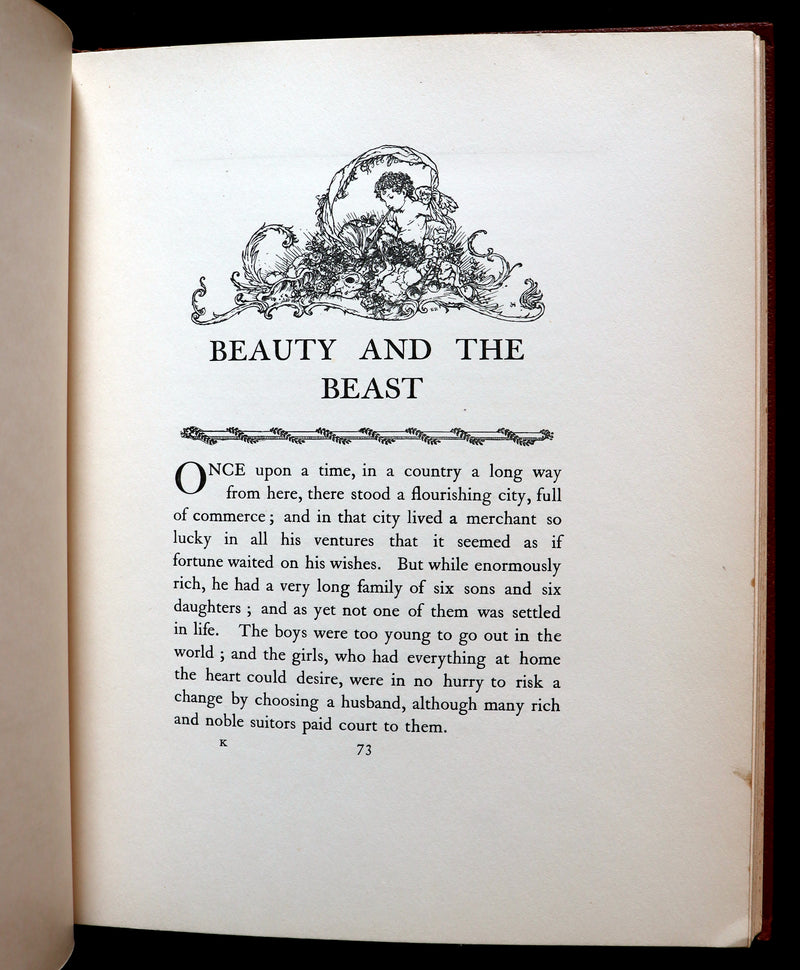 BEAUTY AND THE
BEAST
ONCE upon a time, in a country a long way
from here, there stood a flourishing city, full
of commerce; and in that city lived a merchant so
lucky in all his ventures that it seemed as if
fortune waited on his wishes. But while enormously
rich, he had a very long family of six sons and six
daughters; and as yet not one of them was settled
in life. The boys were too young to go out in the
world; and the girls, who had everything at home
the heart could desire, were in no hurry to risk a
change by choosing a husband, although many rich
and noble suitors paid court to them.
K 73